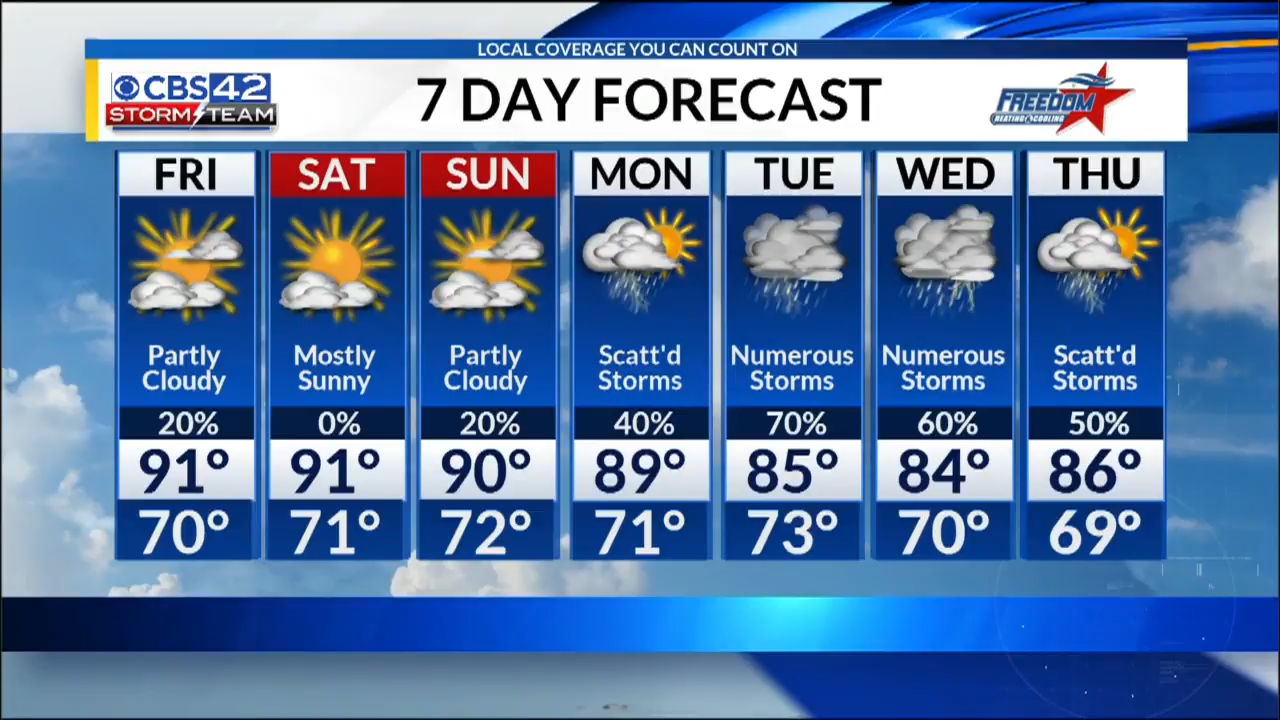 LOCAL COVERAGE YOU CAN COUNT ON
CBS 42
STORM TEAM
7 DAY FORECAST
FREEDOM
HEATING & COOLING
FRI SAT SUN MON TUE WED THU
Partly Cloudy
Mostly Sunny
Partly Cloudy
Scatt'd Storms
Numerous Storms
Numerous Storms
Scatt'd Storms
20% 0% 20% 40% 70% 60% 50%
91° 91° 90° 89° 85° 84° 86°
70° 71° 72° 71° 73° 70° 69°